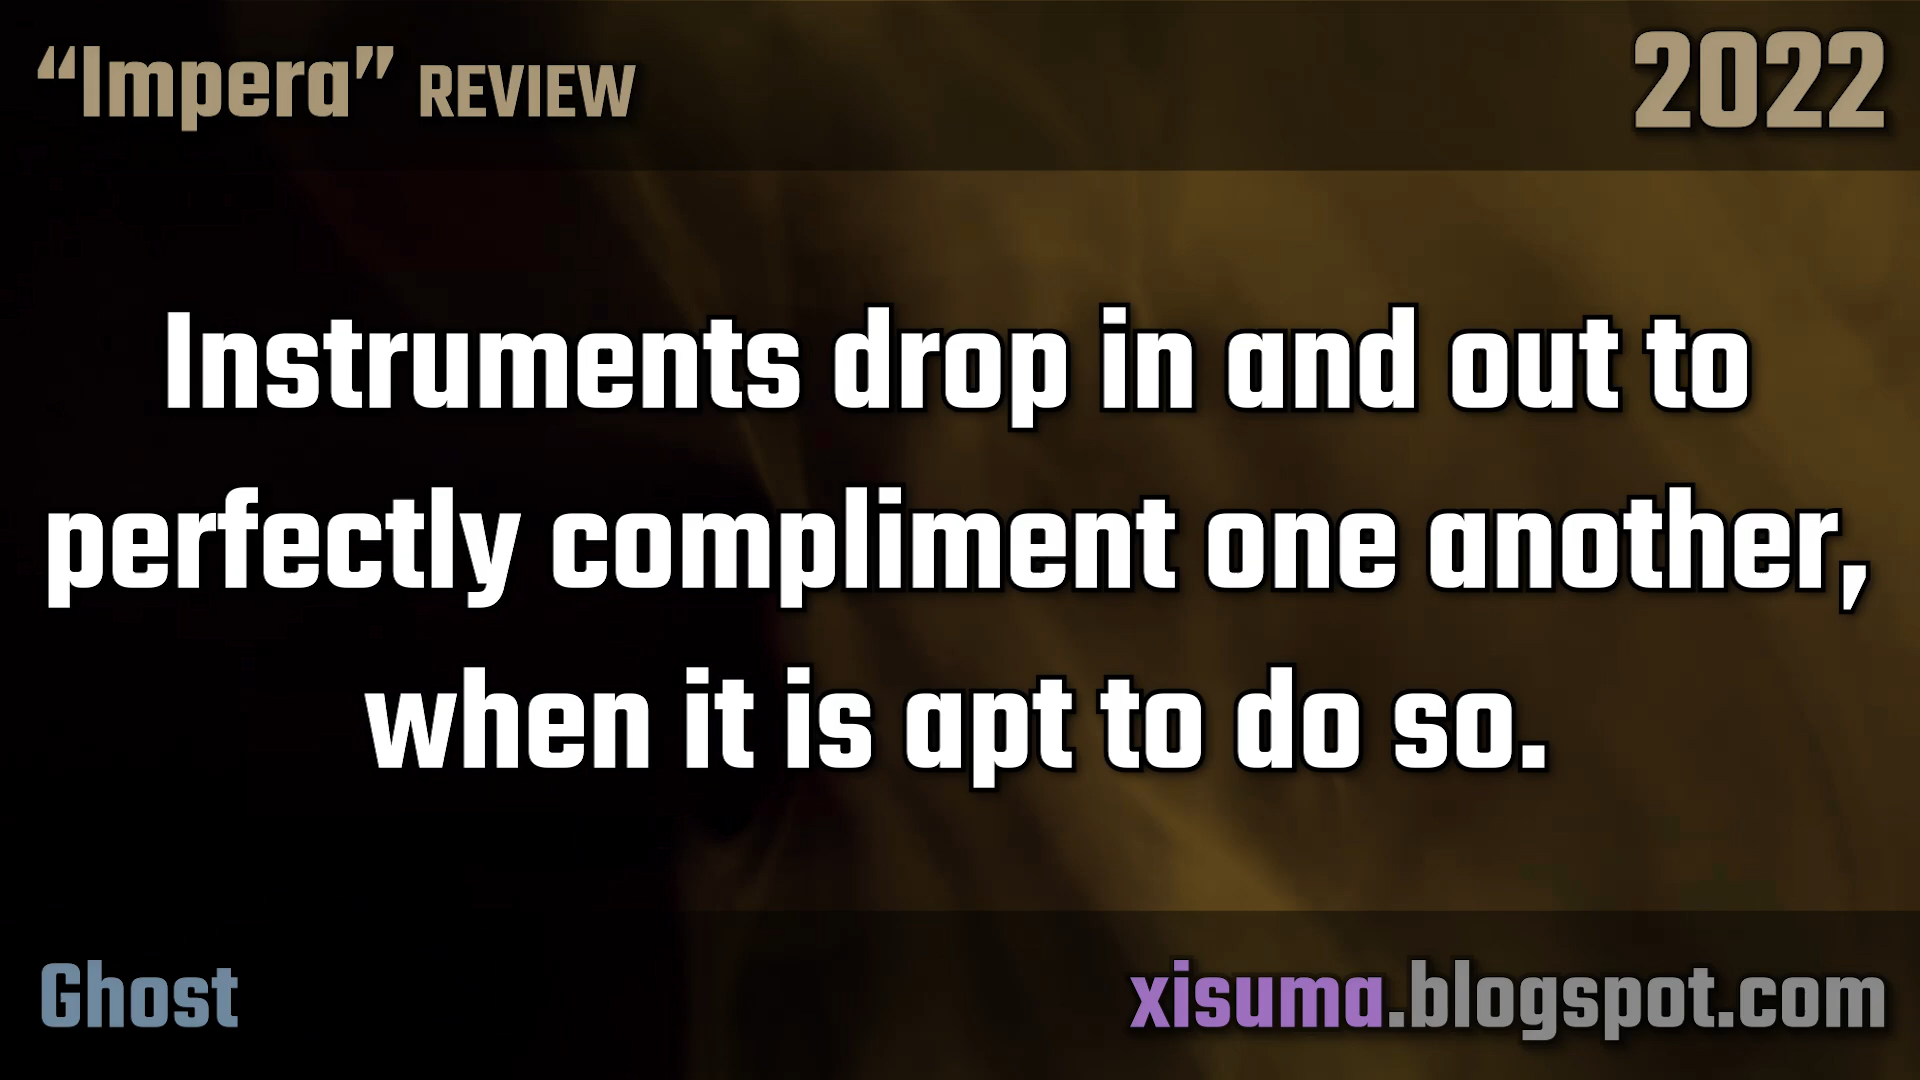 “Impera” REVIEW
2022
Instruments drop in and out to
perfectly compliment one another,
when it is apt to do so.
Ghost
xisuma.blogspot.com